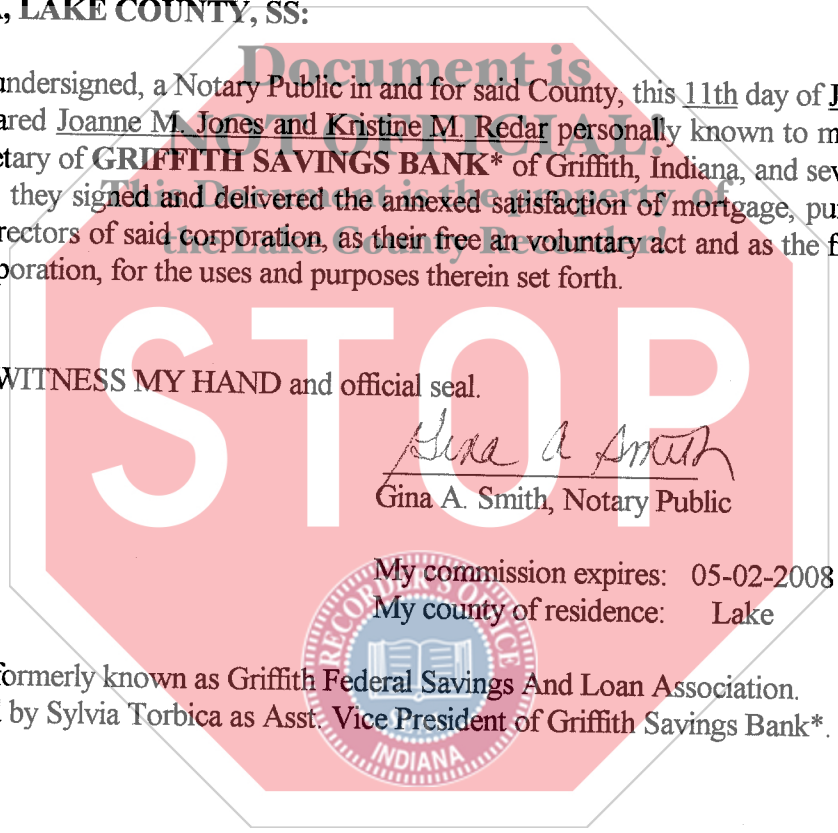 , LAKE COUNTY, SS:
Document is
undersigned, a Notary Public in and for said County, this 11th day of J
ared Joanne M. Jones and Kristine M. Redar personally known to m
NOT OFFICIAL!
etary of GRIFFITH SAVINGS BANK* of Griffith, Indiana, and sev
This Document is the property of
they signed and delivered the annexed satisfaction of mortgage, pu
rectors of said corporation, as their free an voluntary act and as the f
the Lake County Recorder!
poration, for the uses and purposes therein set forth.
STOP
WITNESS MY HAND and official seal.
Gina A Smith
Gina A. Smith, Notary Public
My commission expires: 05-02-2008
My county of residence: Lake
RECORDER'S OFFICE
INDIANA
formerly known as Griffith Federal Savings And Loan Association.
by Sylvia Torbica as Asst. Vice President of Griffith Savings Bank*.